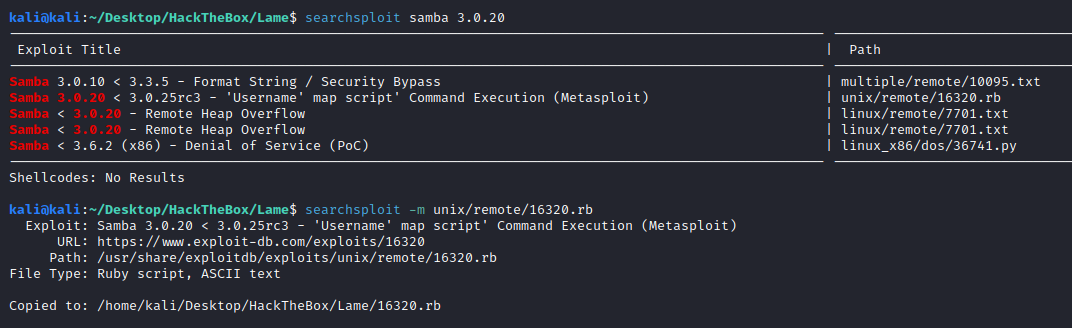 kali@kali:~/Desktop/HackTheBox/Lame$ searchsploit samba 3.0.20
Exploit Title | Path
Samba 3.0.10 < 3.3.5 - Format String / Security Bypass | multiple/remote/10095.txt
Samba 3.0.20 < 3.0.25rc3 - 'Username' map script' Command Execution (Metasploit) | unix/remote/16320.rb
Samba < 3.0.20 - Remote Heap Overflow | linux/remote/7701.txt
Samba < 3.0.20 - Remote Heap Overflow | linux/remote/7701.txt
Samba < 3.6.2 (x86) - Denial of Service (PoC) | linux_x86/dos/36741.py
Shellcodes: No Results
kali@kali:~/Desktop/HackTheBox/Lame$ searchsploit -m unix/remote/16320.rb
Exploit: Samba 3.0.20 < 3.0.25rc3 - 'Username' map script' Command Execution (Metasploit)
URL: https://www.exploit-db.com/exploits/16320
Path: /usr/share/exploitdb/exploits/unix/remote/16320.rb
File Type: Ruby script, ASCII text
Copied to: /home/kali/Desktop/HackTheBox/Lame/16320.rb